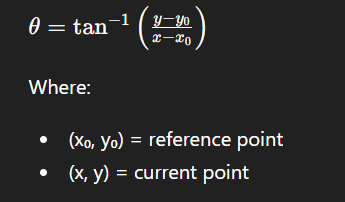 θ = tan⁻¹ (y−y₀ / x−x₀)
Where:
• (x₀, y₀) = reference point
• (x, y) = current point